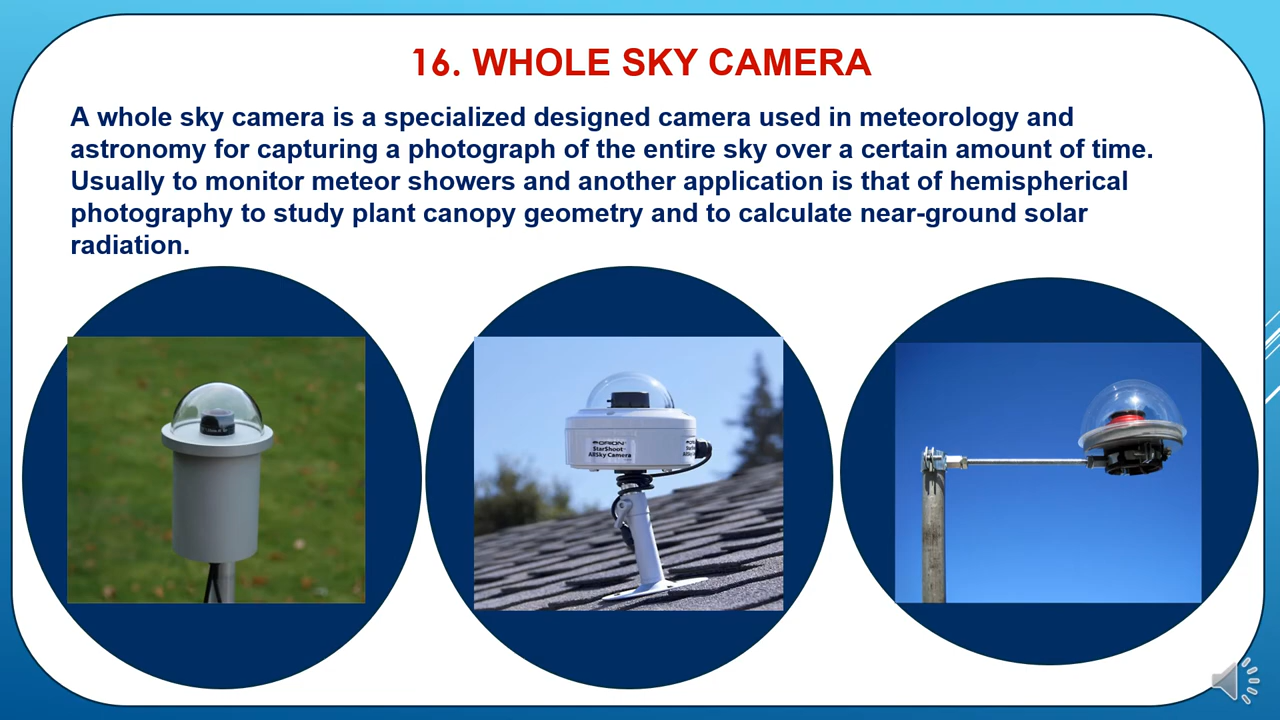 16. WHOLE SKY CAMERA
A whole sky camera is a specialized designed camera used in meteorology and
astronomy for capturing a photograph of the entire sky over a certain amount of time.
Usually to monitor meteor showers and another application is that of hemispherical
photography to study plant canopy geometry and to calculate near-ground solar
radiation.
ORION
StarShoot
AllSky Camera